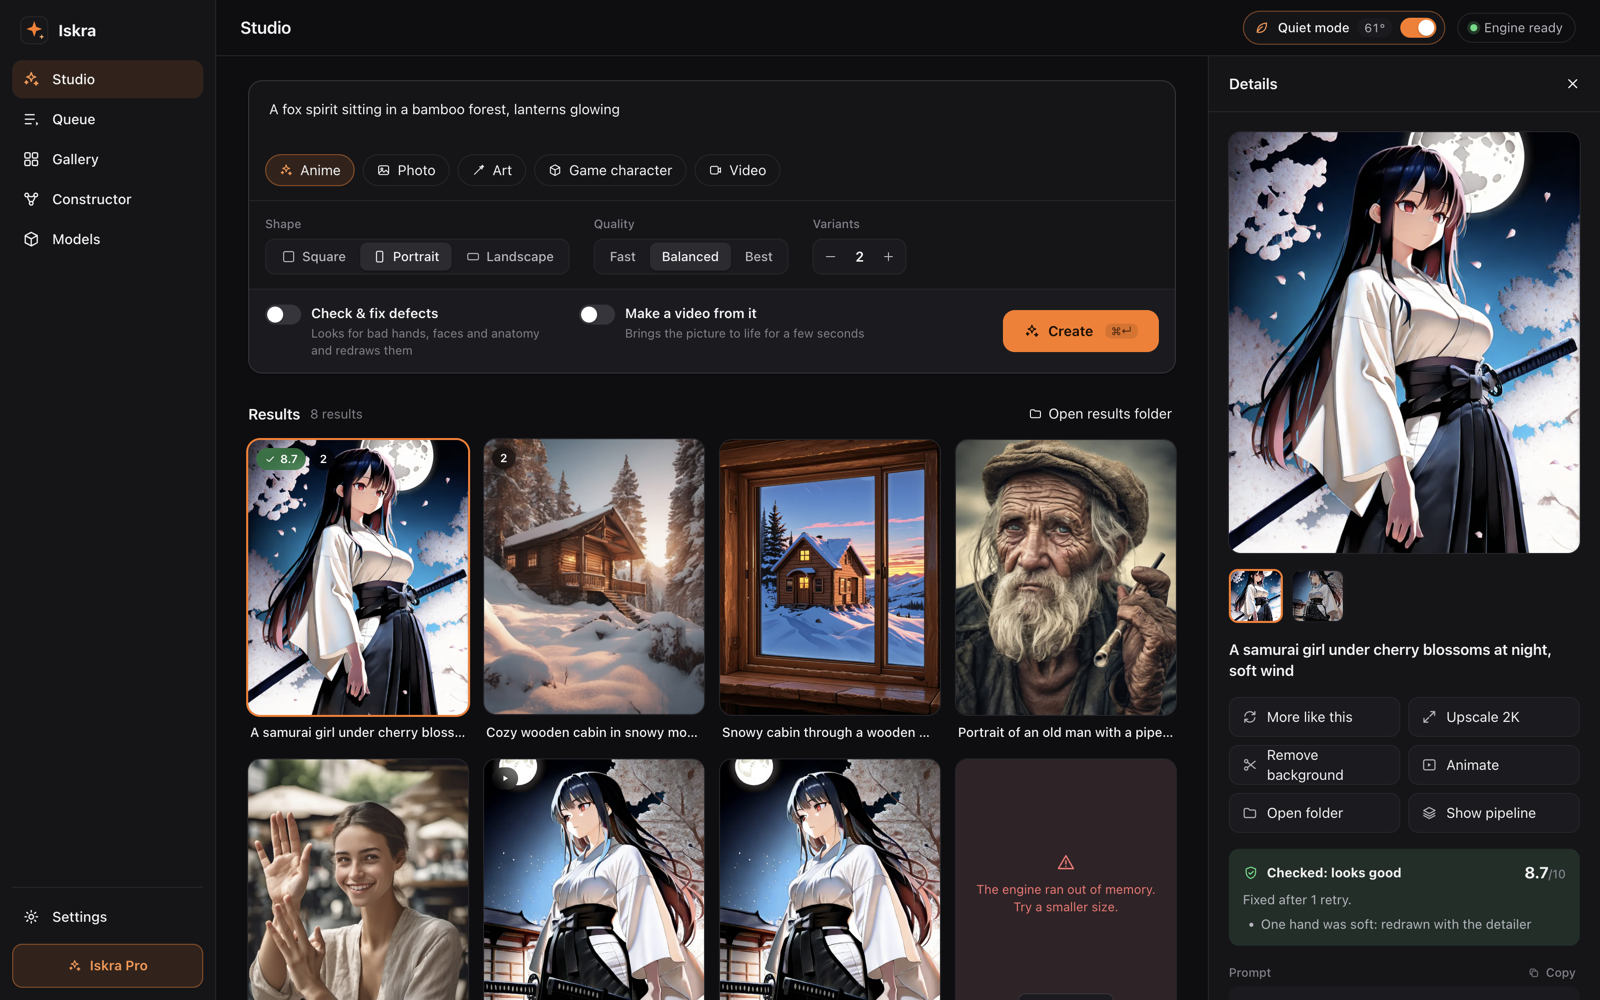 Iskra
Studio
Queue
Gallery
Constructor
Models
Settings
Iskra Pro
Studio
Quiet mode 61°
Engine ready
A fox spirit sitting in a bamboo forest, lanterns glowing
Anime
Photo
Art
Game character
Video
Shape
Square
Portrait
Landscape
Quality
Fast
Balanced
Best
Variants
− 2 +
Check & fix defects
Looks for bad hands, faces and anatomy
and redraws them
Make a video from it
Brings the picture to life for a few seconds
Create ⌘↵
Results 8 results
Open results folder
8.7 2
2
A samurai girl under cherry bloss...
Cozy wooden cabin in snowy mo...
Snowy cabin through a wooden ...
Portrait of an old man with a pipe...
The engine ran out of memory.
Try a smaller size.
Details
A samurai girl under cherry blossoms at night,
soft wind
More like this
Upscale 2K
Remove
background
Animate
Open folder
Show pipeline
Checked: looks good 8.7/10
Fixed after 1 retry.
• One hand was soft: redrawn with the detailer
Prompt
Copy